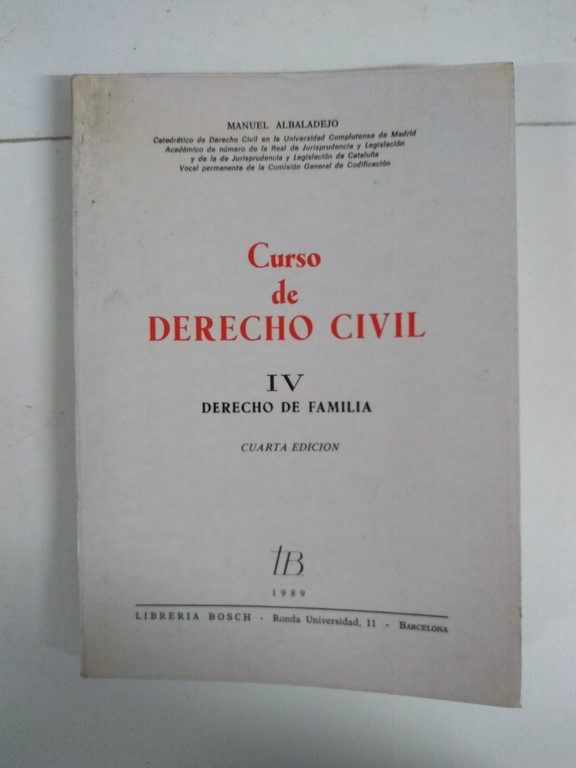 MANUEL ALBALADEJO
Catedrático de Derecho Civil en la Universidad Complutense de Madrid
Académico de número de la Real de Jurisprudencia y Legislación
y de la de Jurisprudencia y Legislación de Cataluña
Vocal permanente de la Comisión General de Codificación
Curso
de
DERECHO CIVIL
IV
DERECHO DE FAMILIA
CUARTA EDICION
lB
1989
LIBRERIA BOSCH - Ronda Universidad, 11 - BARCELONA